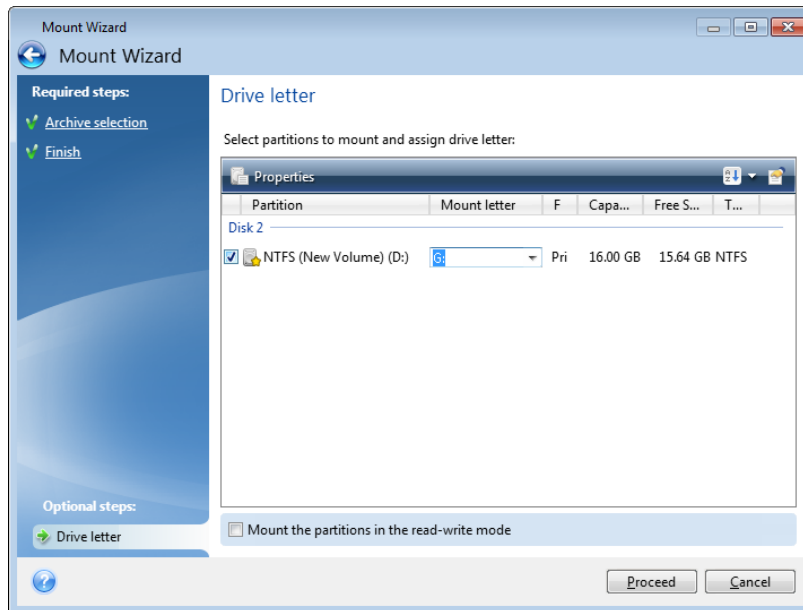 Mount Wizard
Mount Wizard
Required steps:
Archive selection
Finish
Drive letter
Select partitions to mount and assign drive letter:
Properties
Partition Mount letter F Capa... Free S... T...
Disk 2
NTFS (New Volume) (D:) G: Pri 16.00 GB 15.64 GB NTFS
Optional steps:
Drive letter
Mount the partitions in the read-write mode
Proceed Cancel